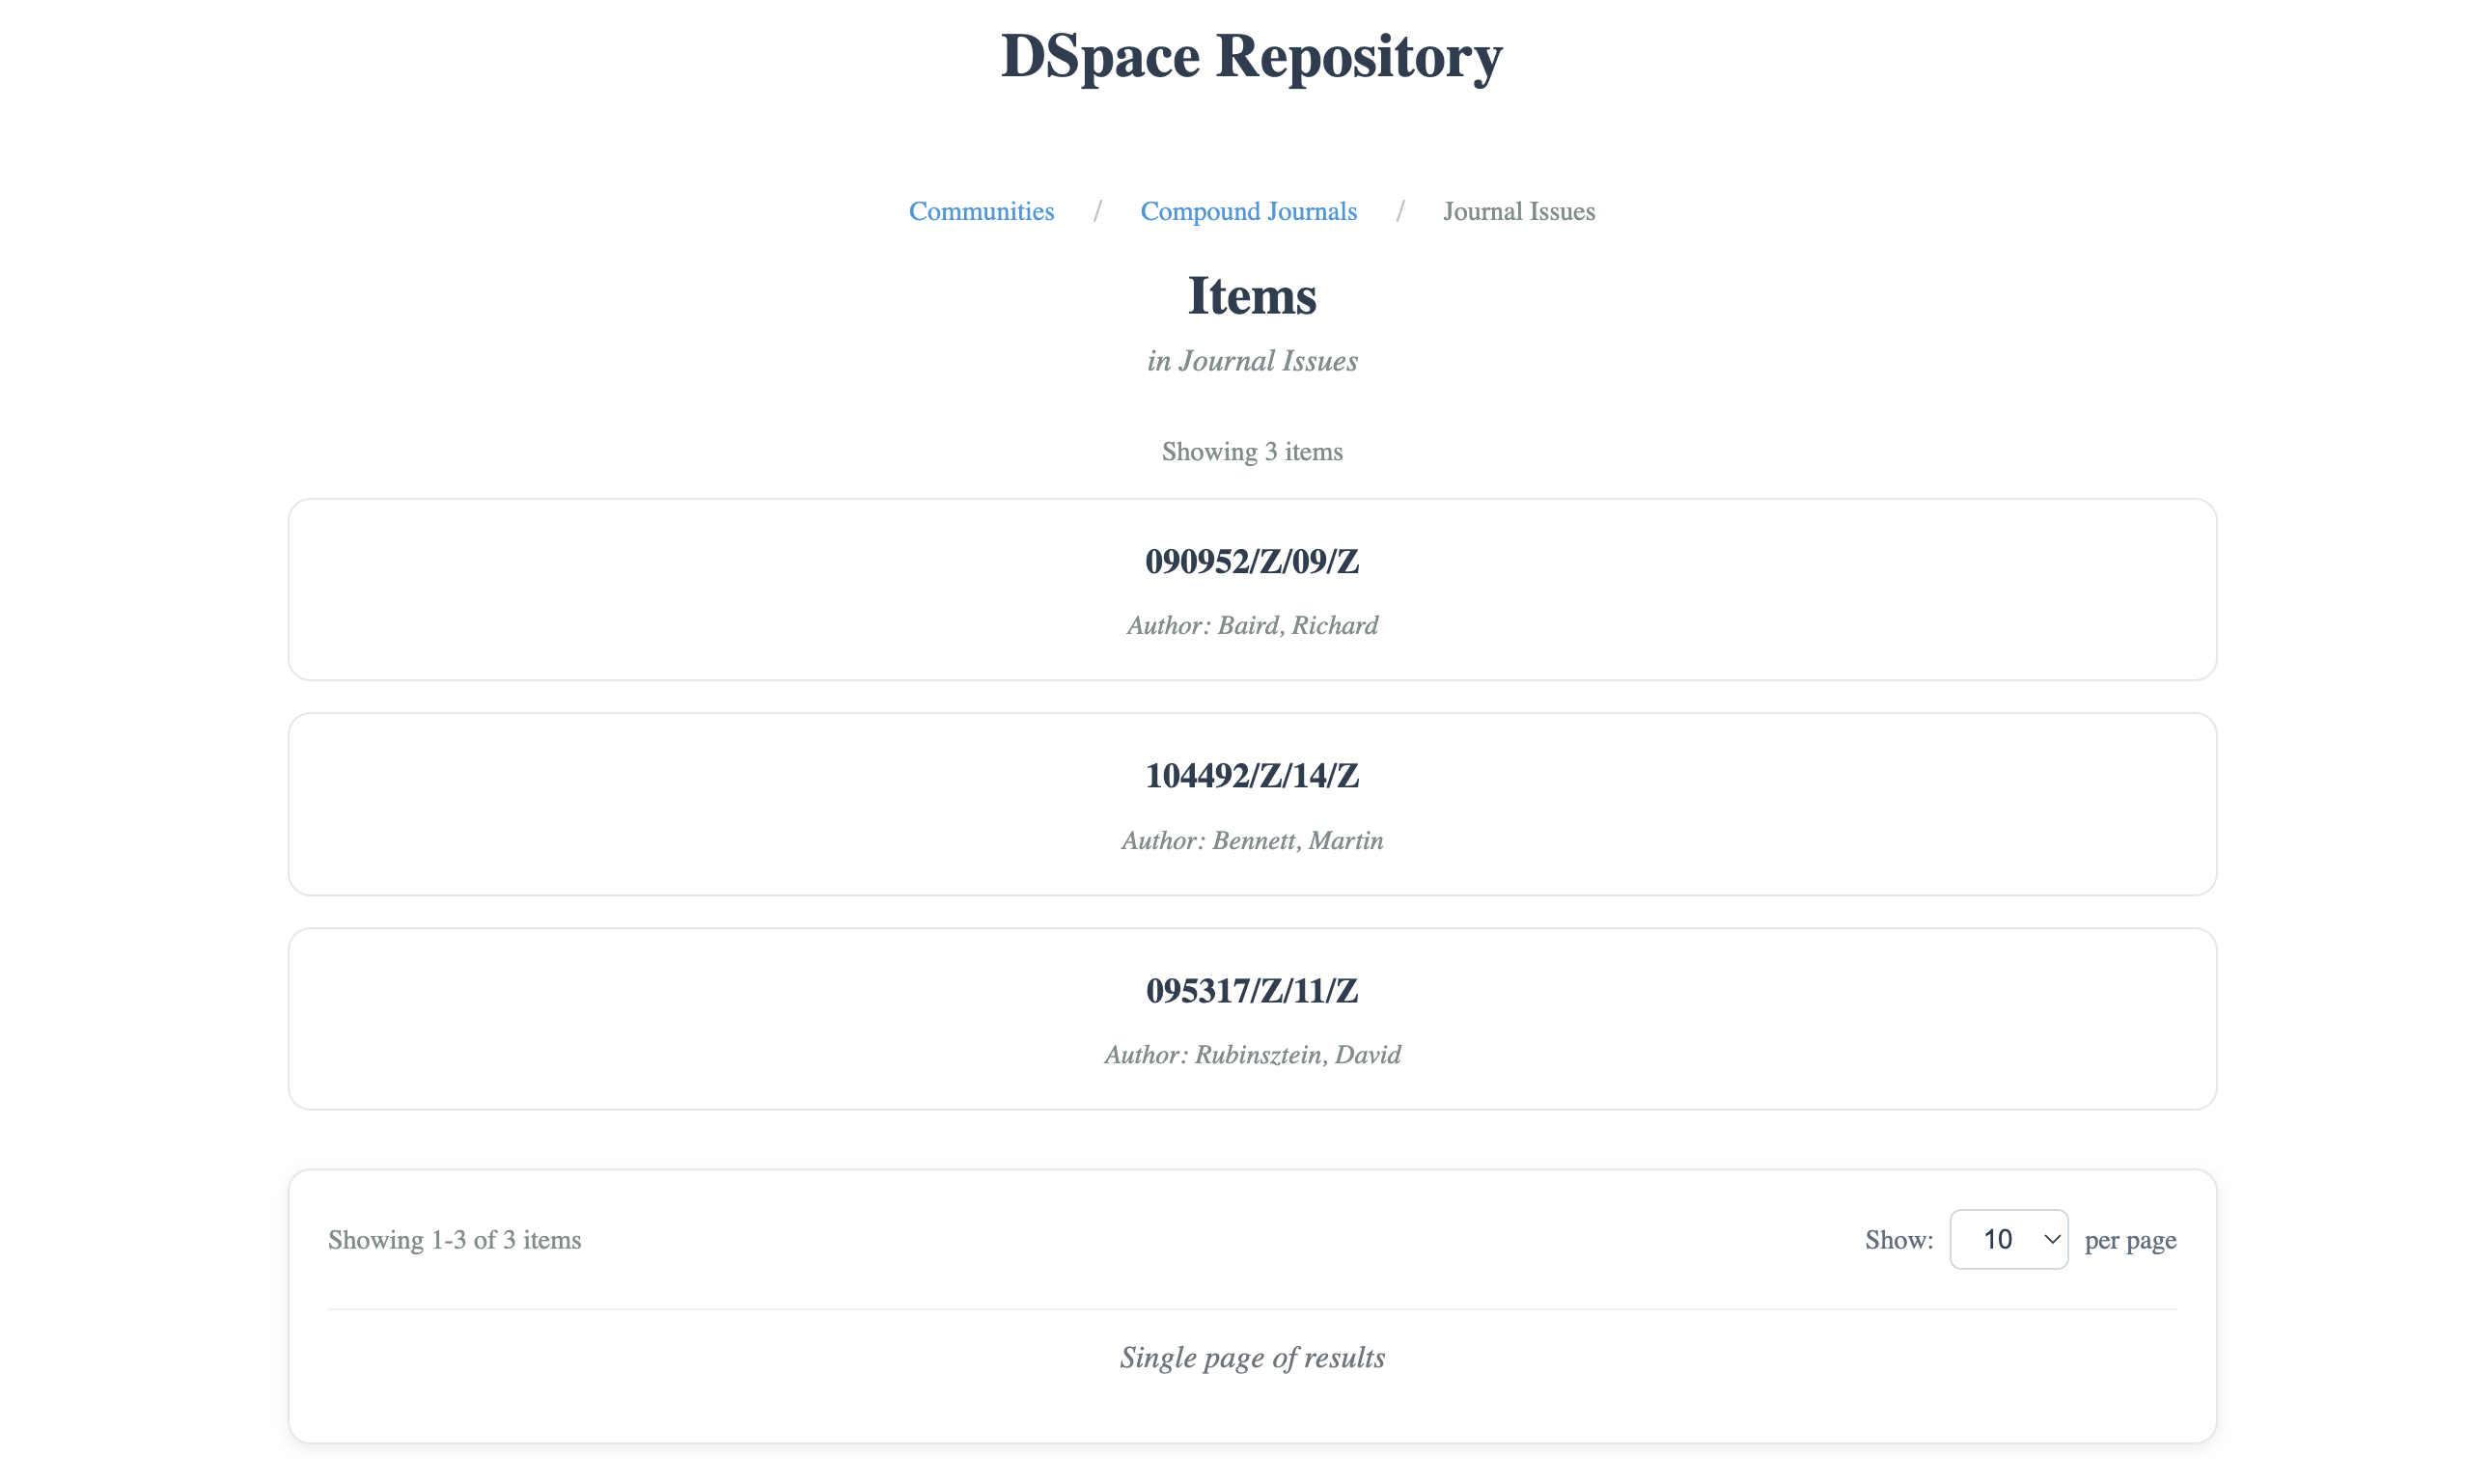 DSpace Repository
Communities / Compound Journals / Journal Issues
Items
in Journal Issues
Showing 3 items
090952/Z/09/Z
Author: Baird, Richard
104492/Z/14/Z
Author: Bennett, Martin
095317/Z/11/Z
Author: Rubinsztein, David
Showing 1-3 of 3 items
Show: 10 per page
Single page of results